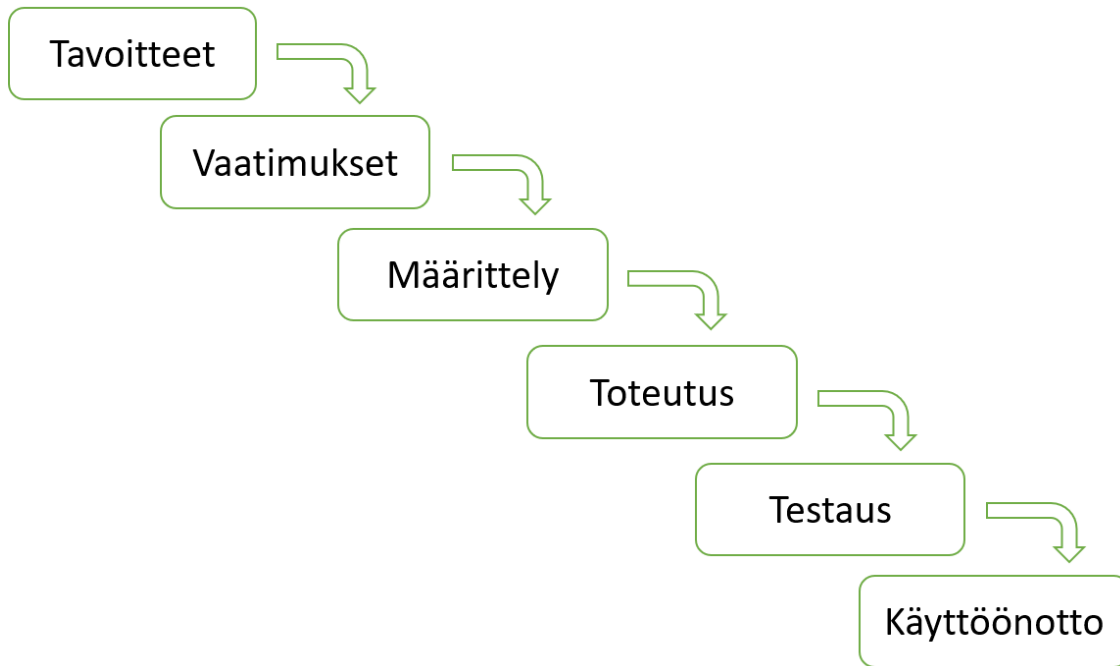 Tavoitteet
Vaatimukset
Määrittely
Toteutus
Testaus
Käyttöönotto